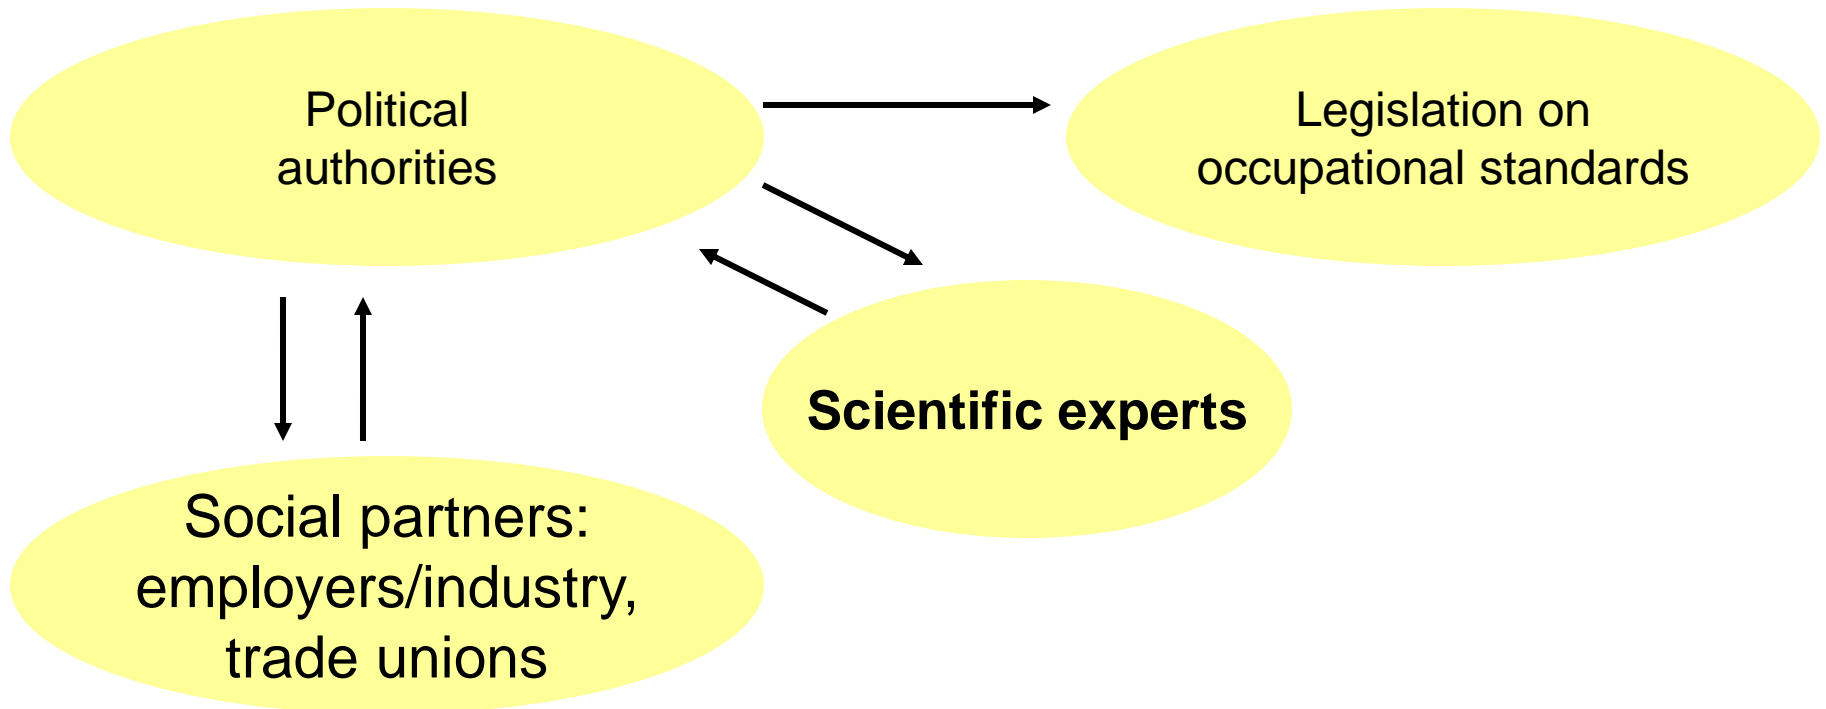 Political
authorities
Legislation on
occupational standards
Scientific experts
Social partners:
employers/industry,
trade unions